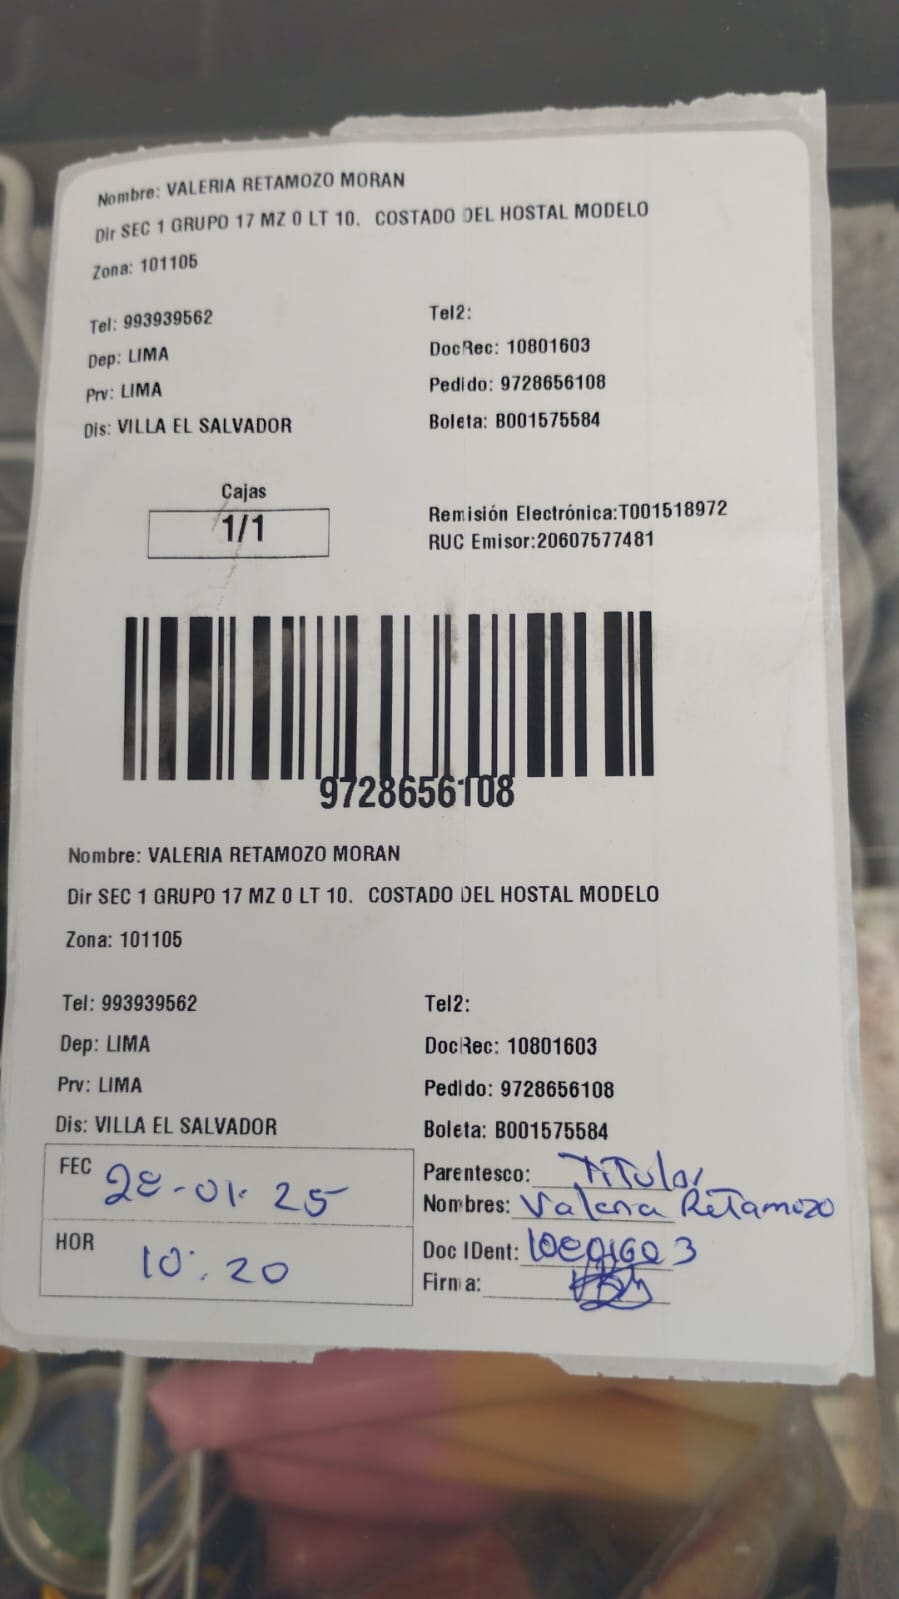 Nombre: VALERIA RETAMOZO MORAN
Dir SEC 1 GRUPO 17 MZ O LT 10. COSTADO DEL HOSTAL MODELO
Zona: 101105
Tel: 993939562 Tel2:
Dep: LIMA DocRec: 10801603
Prv: LIMA Pedido: 9728656108
Dis: VILLA EL SALVADOR Boleta: B001575584
Cajas
1/1
Remisión Electrónica:T001518972
RUC Emisor:20607577481
9728656108
Nombre: VALERIA RETAMOZO MORAN
Dir SEC 1 GRUPO 17 MZ O LT 10. COSTADO DEL HOSTAL MODELO
Zona: 101105
Tel: 993939562 Tel2:
Dep: LIMA DocRec: 10801603
Prv: LIMA Pedido: 9728656108
Dis: VILLA EL SALVADOR Boleta: B001575584
FEC 28-01-25 Parentesco: Titular
Nombres: Valeria Retamozo
HOR 10:20 Doc IDent:
Firma: